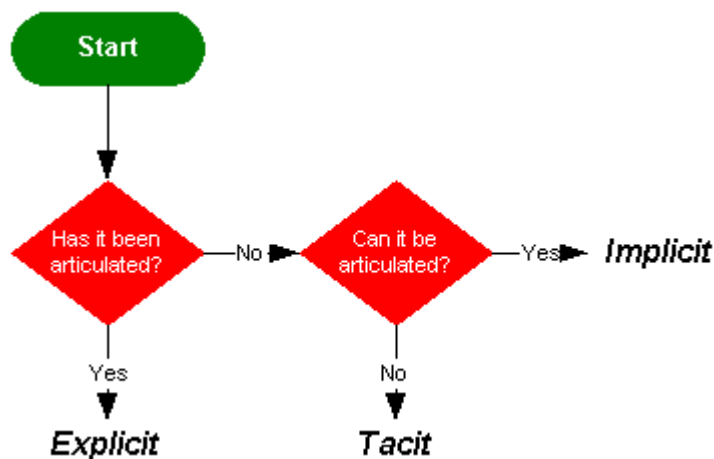 Start
Has it been
articulated?
No
Can it be
articulated?
Yes
Implicit
Yes
No
Explicit
Tacit